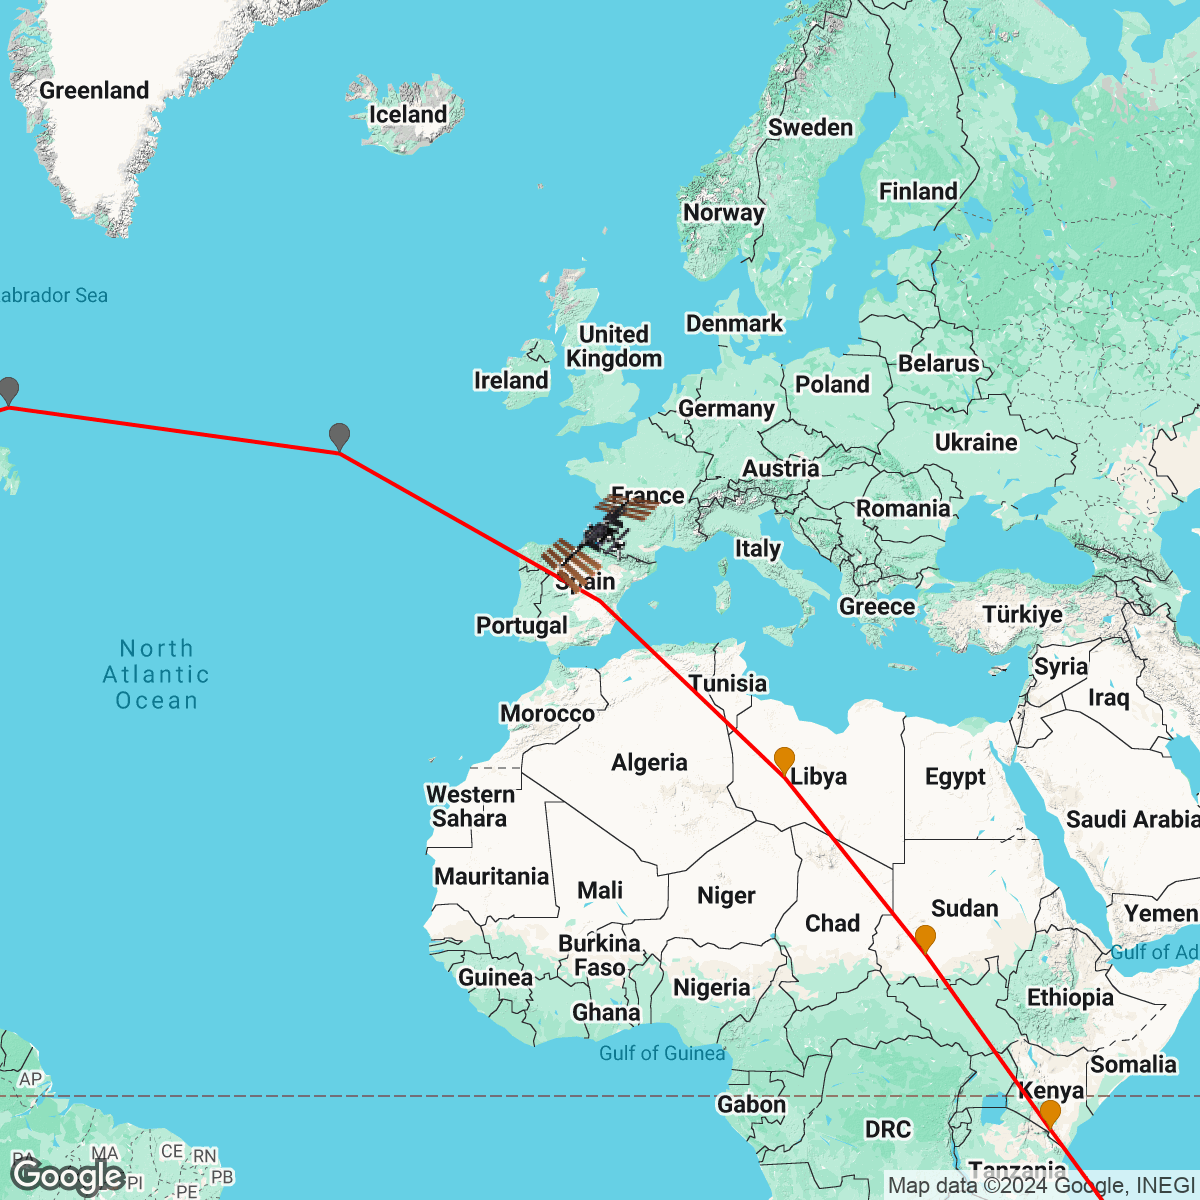 Greenland
Iceland
Sweden
Finland
Norway
abrador Sea
Denmark
United
Kingdom
Ireland
Belarus
Poland
Germany
Ukraine
Austria
France
Romania
Italy
Spain
Greece
Türkiye
Portugal
North
Atlantic
Ocean
Syria
Tunisia
Iraq
Morocco
Algeria
Libya
Egypt
Western
Sahara
Saudi Arabia
Mauritania
Mali
Niger
Sudan
Chad
Yemen
Burkina
Faso
Gulf of Ad
Guinea
Nigeria
Ethiopia
Ghana
Gulf of Guinea
Somalia
AP
Kenya
Gabon
DRC
PA
MA
CE
RN
Tanzania
PB
PI
PE
Google
Map data ©2024 Google, INEGI